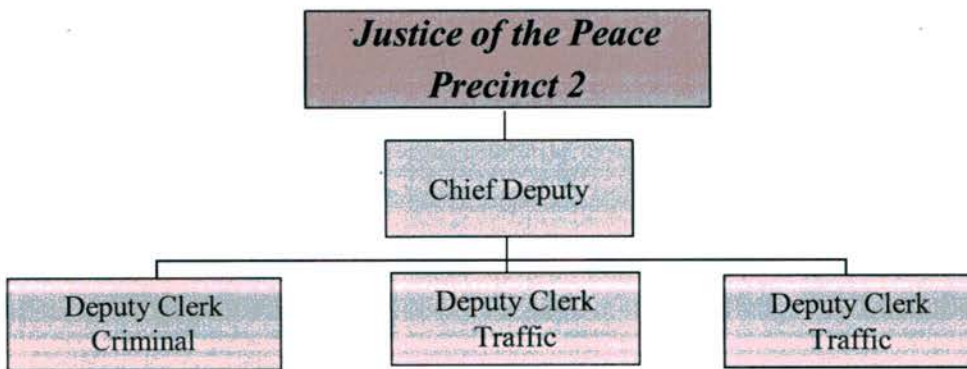 Justice of the Peace
Precinct 2
Chief Deputy
Deputy Clerk
Criminal
Deputy Clerk
Traffic
Deputy Clerk
Traffic